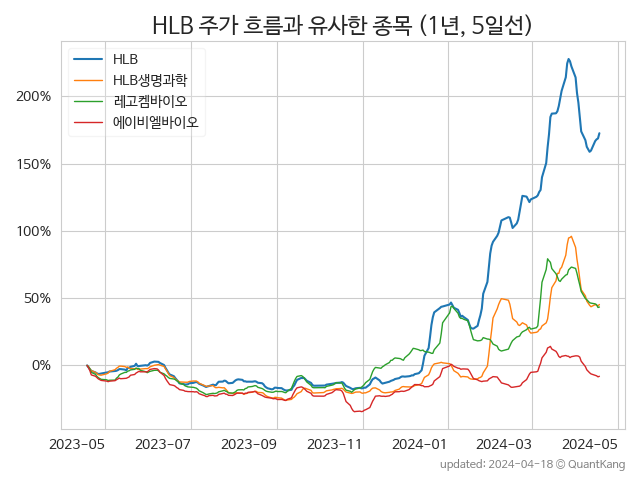 HLB 주가 흐름과 유사한 종목 (1년, 5일선)
HLB
HLB생명과학
레고켐바이오
에이비엘바이오
200%
150%
100%
50%
0%
2023-05 2023-07 2023-09 2023-11 2024-01 2024-03 2024-05
updated: 2024-04-18 © QuantKang